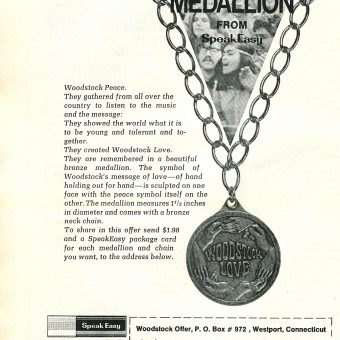 MEDALLION
FROM
SpeakEasy
Woodstock Peace.
They gathered from all over the
country to listen to the music
and the message:
They showed the world what it is
to be young and tolerant and to-
gether.
They created Woodstock Love.
They are remembered in a beautiful
bronze medallion. The symbol of
Woodstock's message of love—of hand
holding out for hand—is sculpted on one
face with the peace symbol itself on the
other. The medallion measures 1½ inches
in diameter and comes with a bronze
neck chain.
To share in this offer send $1.98
and a SpeakEasy package card
for each medallion and chain
you want, to the address below.
WOODSTOCK
LOVE
SpeakEasy
Woodstock Offer, P. O. Box # 972 , Westport, Connecticut